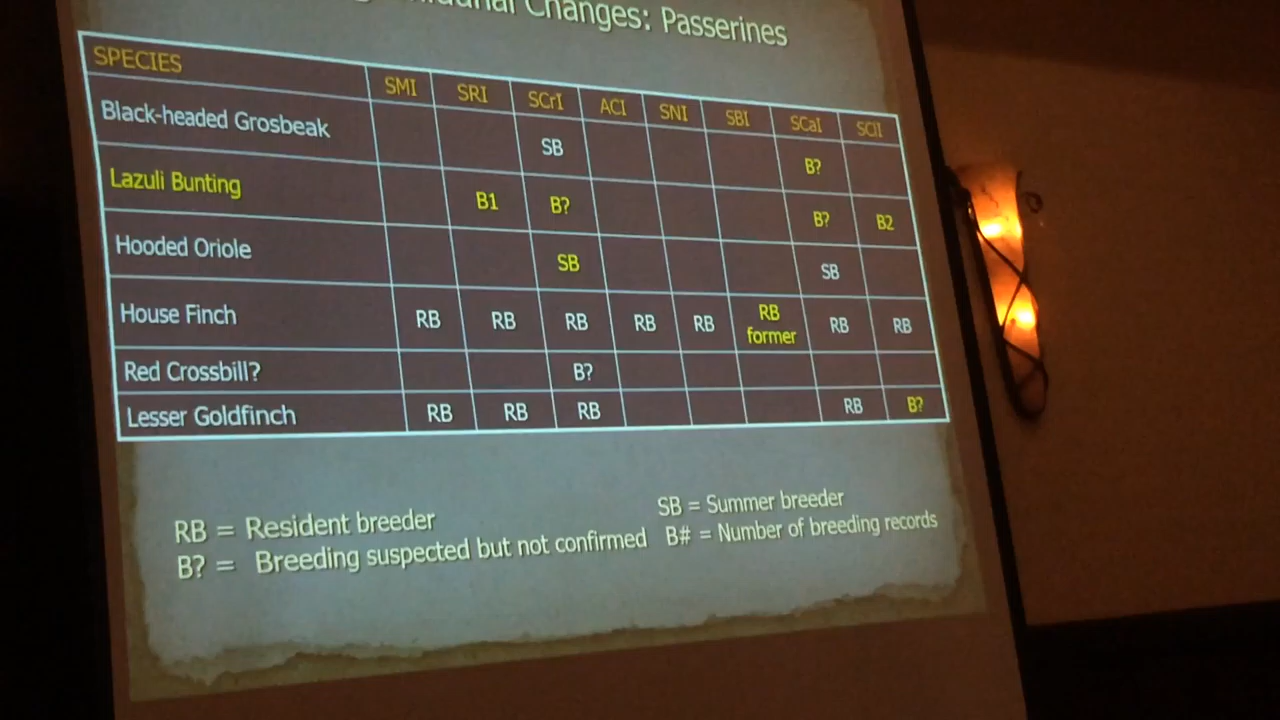 Changes: Passerines
SPECIES SMI SRI SCrI ACI SNI SBI SCaI SClI
Black-headed Grosbeak SB B?
Lazuli Bunting B1 B? B? B2
Hooded Oriole SB SB
House Finch RB RB RB RB RB RB former RB RB
Red Crossbill? B?
Lesser Goldfinch RB RB RB RB B?
RB = Resident breeder SB = Summer breeder
B? = Breeding suspected but not confirmed B# = Number of breeding records